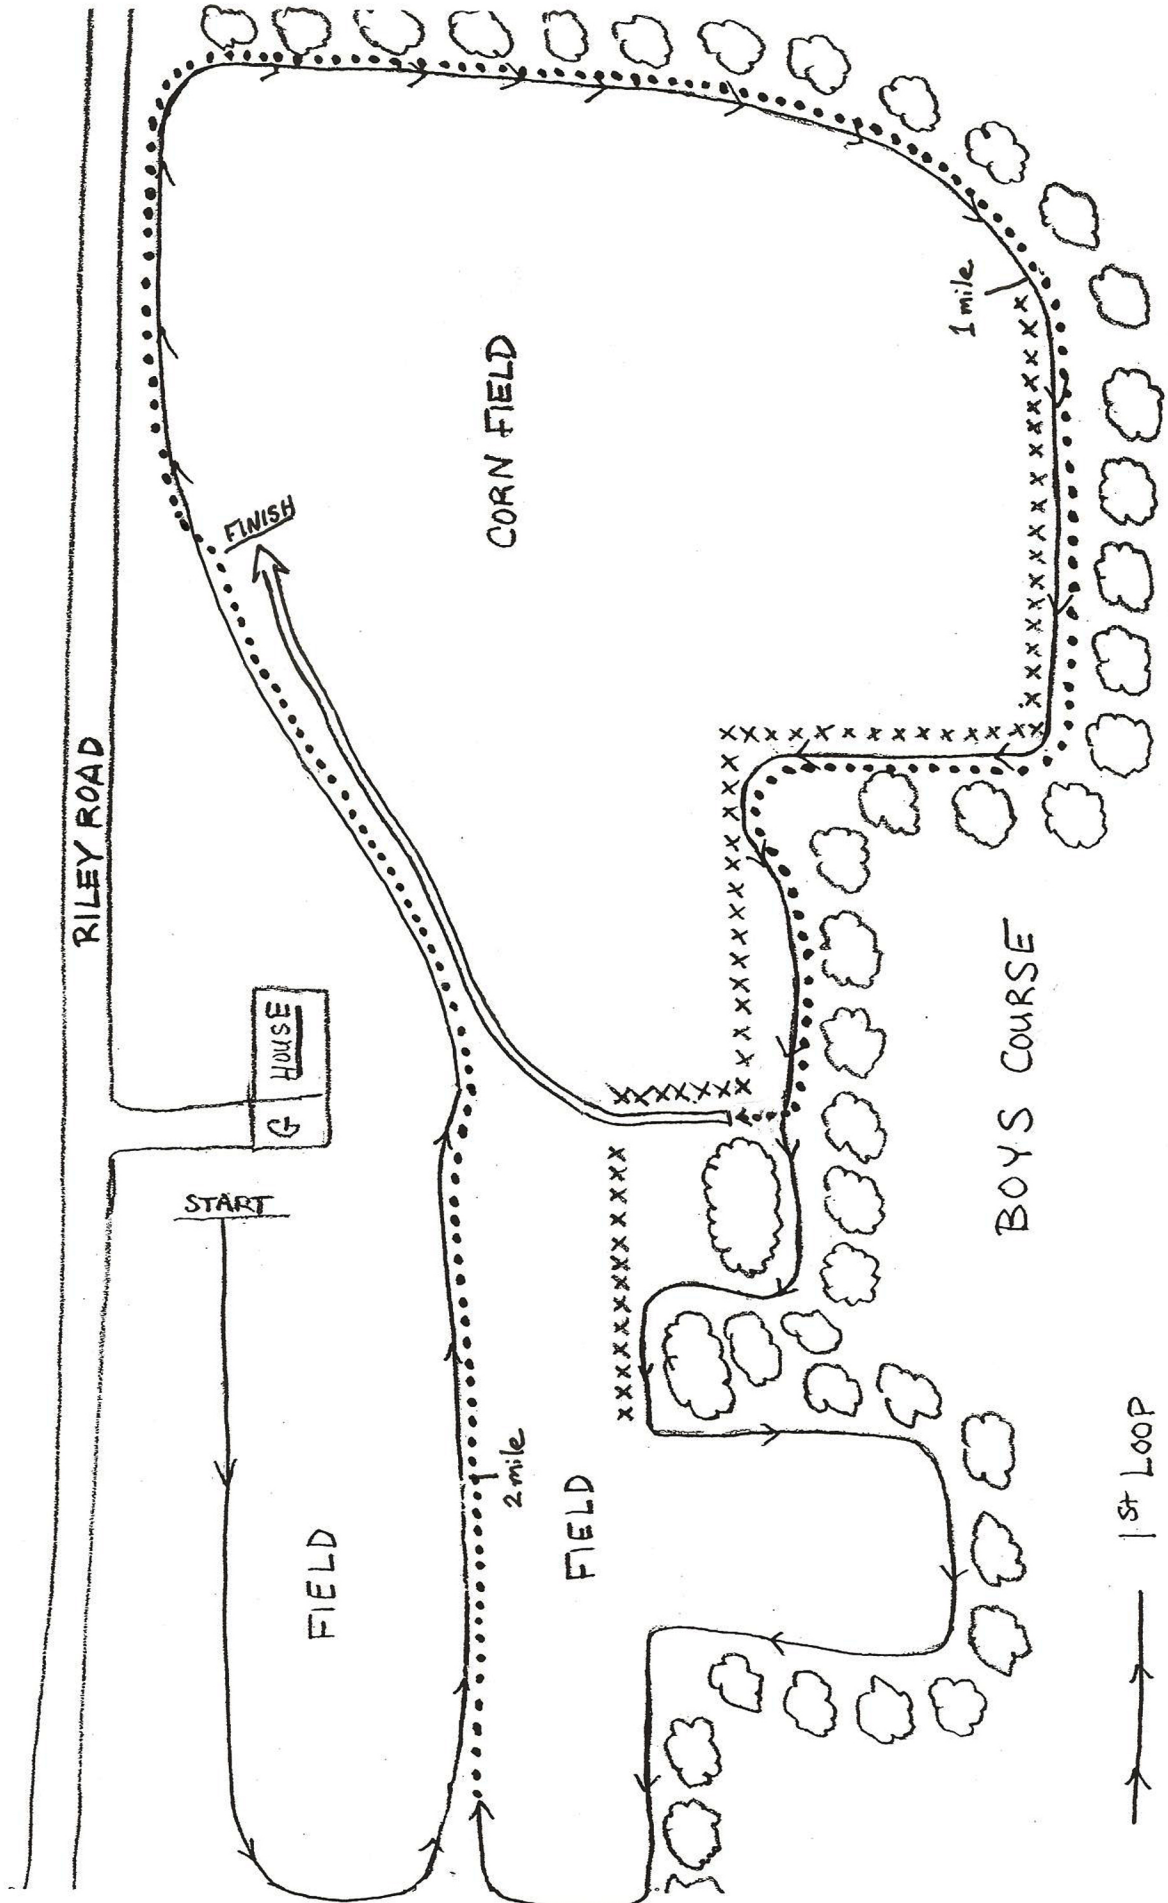 RILEY ROAD
FINISH
CORN FIELD
1 mile
G HOUSE
START
BOYS COURSE
2 mile
FIELD
FIELD
1st LOOP